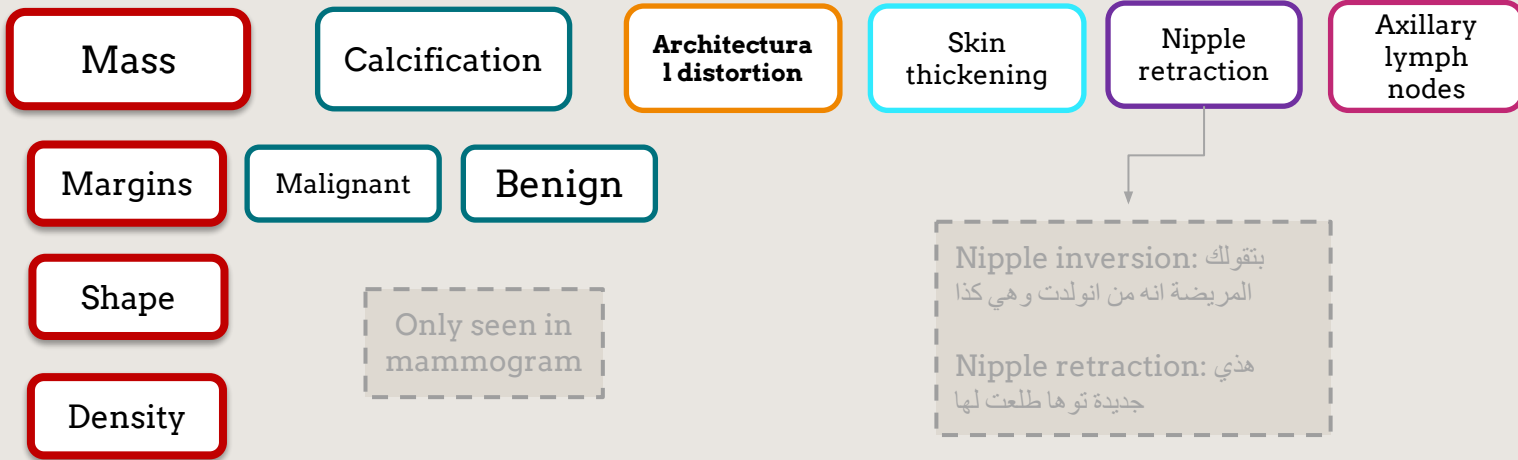 Mass
Calcification
Architectura
l distortion
Skin
thickening
Nipple
retraction
Axillary
lymph
nodes
Margins
Malignant
Benign
Shape
Density
Only seen in
mammogram
Nipple inversion: بتقولك
المريضة انه من انولدت وهي كذا
Nipple retraction: هذي
جديدة توها طلعت لها